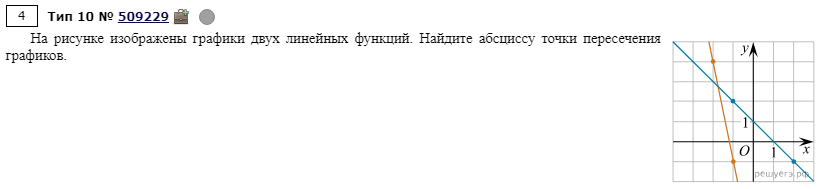 4 Тип 10 № 509229
На рисунке изображены графики двух линейных функций. Найдите абсциссу точки пересечения
графиков.
y
1
O 1 x
решуегэ.рф